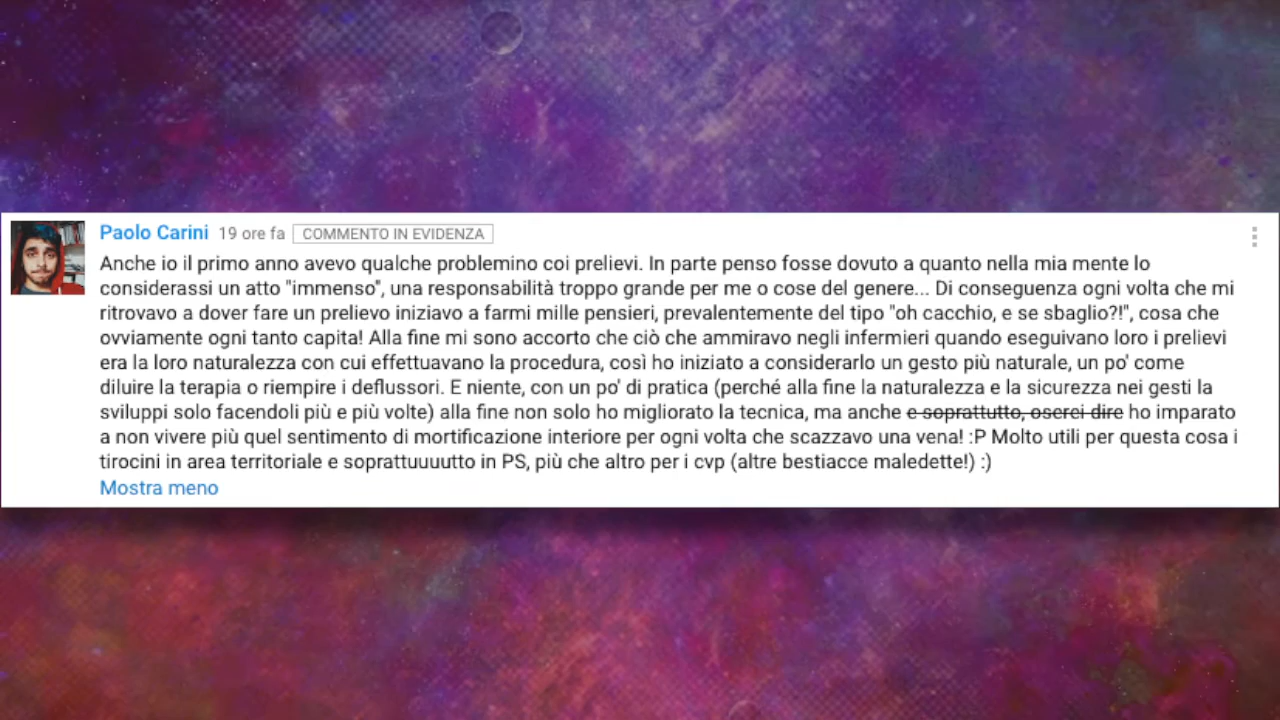 Paolo Carini 19 ore fa COMMENTO IN EVIDENZA
Anche io il primo anno avevo qualche problemino coi prelievi. In parte penso fosse dovuto a quanto nella mia mente lo
considerassi un atto "immenso", una responsabilità troppo grande per me o cose del genere... Di conseguenza ogni volta che mi
ritrovavo a dover fare un prelievo iniziavo a farmi mille pensieri, prevalentemente del tipo "oh cacchio, e se sbaglio?!", cosa che
ovviamente ogni tanto capita! Alla fine mi sono accorto che ciò che ammiravo negli infermieri quando eseguivano loro i prelievi
era la loro naturalezza con cui effettuavano la procedura, così ho iniziato a considerarlo un gesto più naturale, un po' come
diluire la terapia o riempire i deflussori. E niente, con un po' di pratica (perché alla fine la naturalezza e la sicurezza nei gesti la
sviluppi solo facendoli più e più volte) alla fine non solo ho migliorato la tecnica, ma anche e soprattutto, oserei dire ho imparato
a non vivere più quel sentimento di mortificazione interiore per ogni volta che scazzavo una vena! :P Molto utili per questa cosa i
tirocini in area territoriale e soprattuuuutto in PS, più che altro per i cvp (altre bestiacce maledette!) :)
Mostra meno